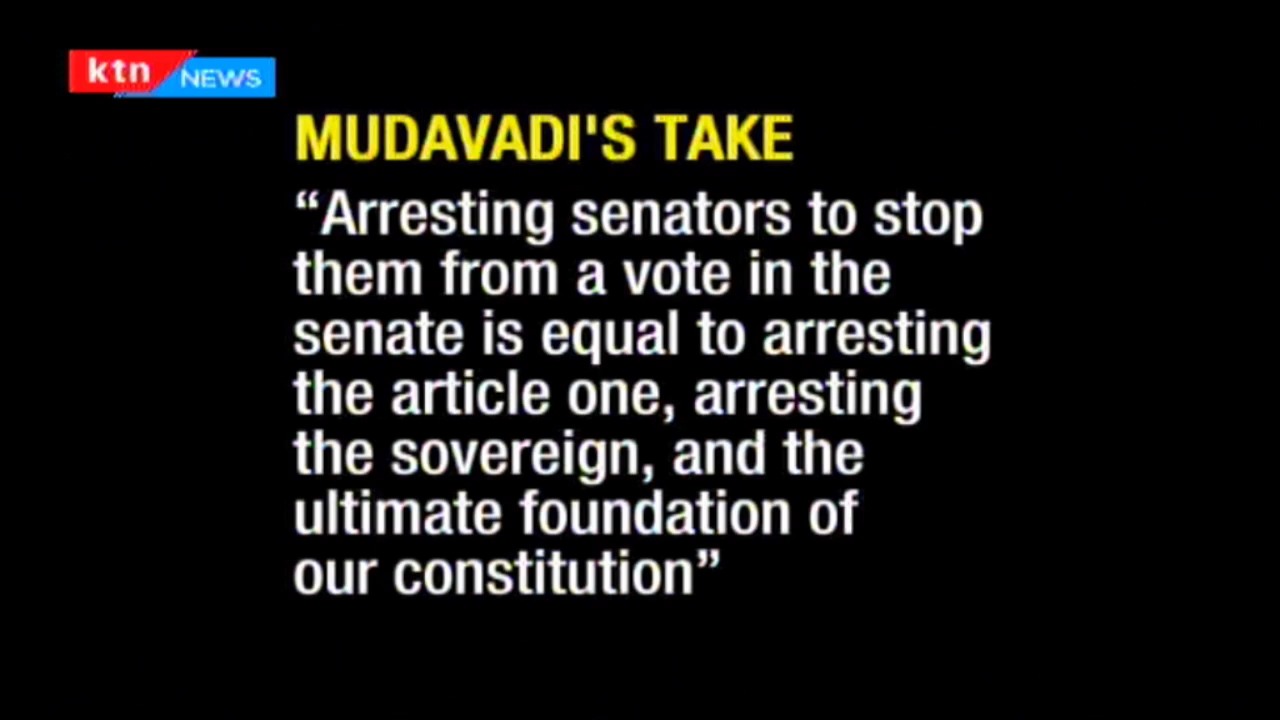 ktn NEWS
MUDAVADI'S TAKE
“Arresting senators to stop
them from a vote in the
senate is equal to arresting
the article one, arresting
the sovereign, and the
ultimate foundation of
our constitution”